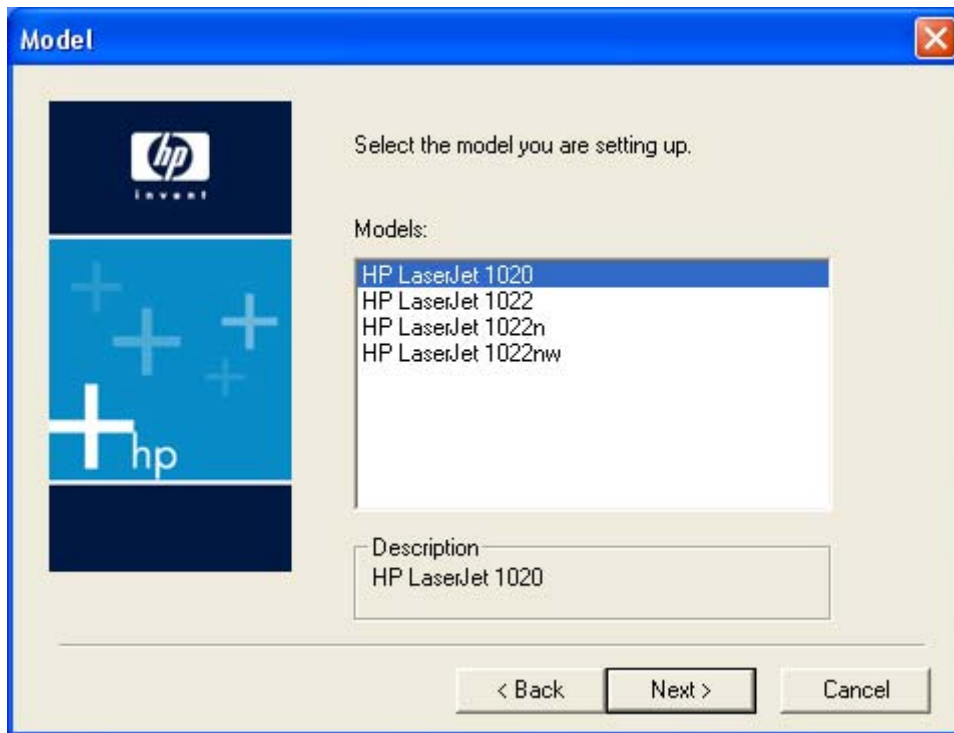 Model
hp
invent
Select the model you are setting up.
Models:
HP LaserJet 1020
HP LaserJet 1022
HP LaserJet 1022n
HP LaserJet 1022nw
hp
Description
HP LaserJet 1020
< Back
Next >
Cancel